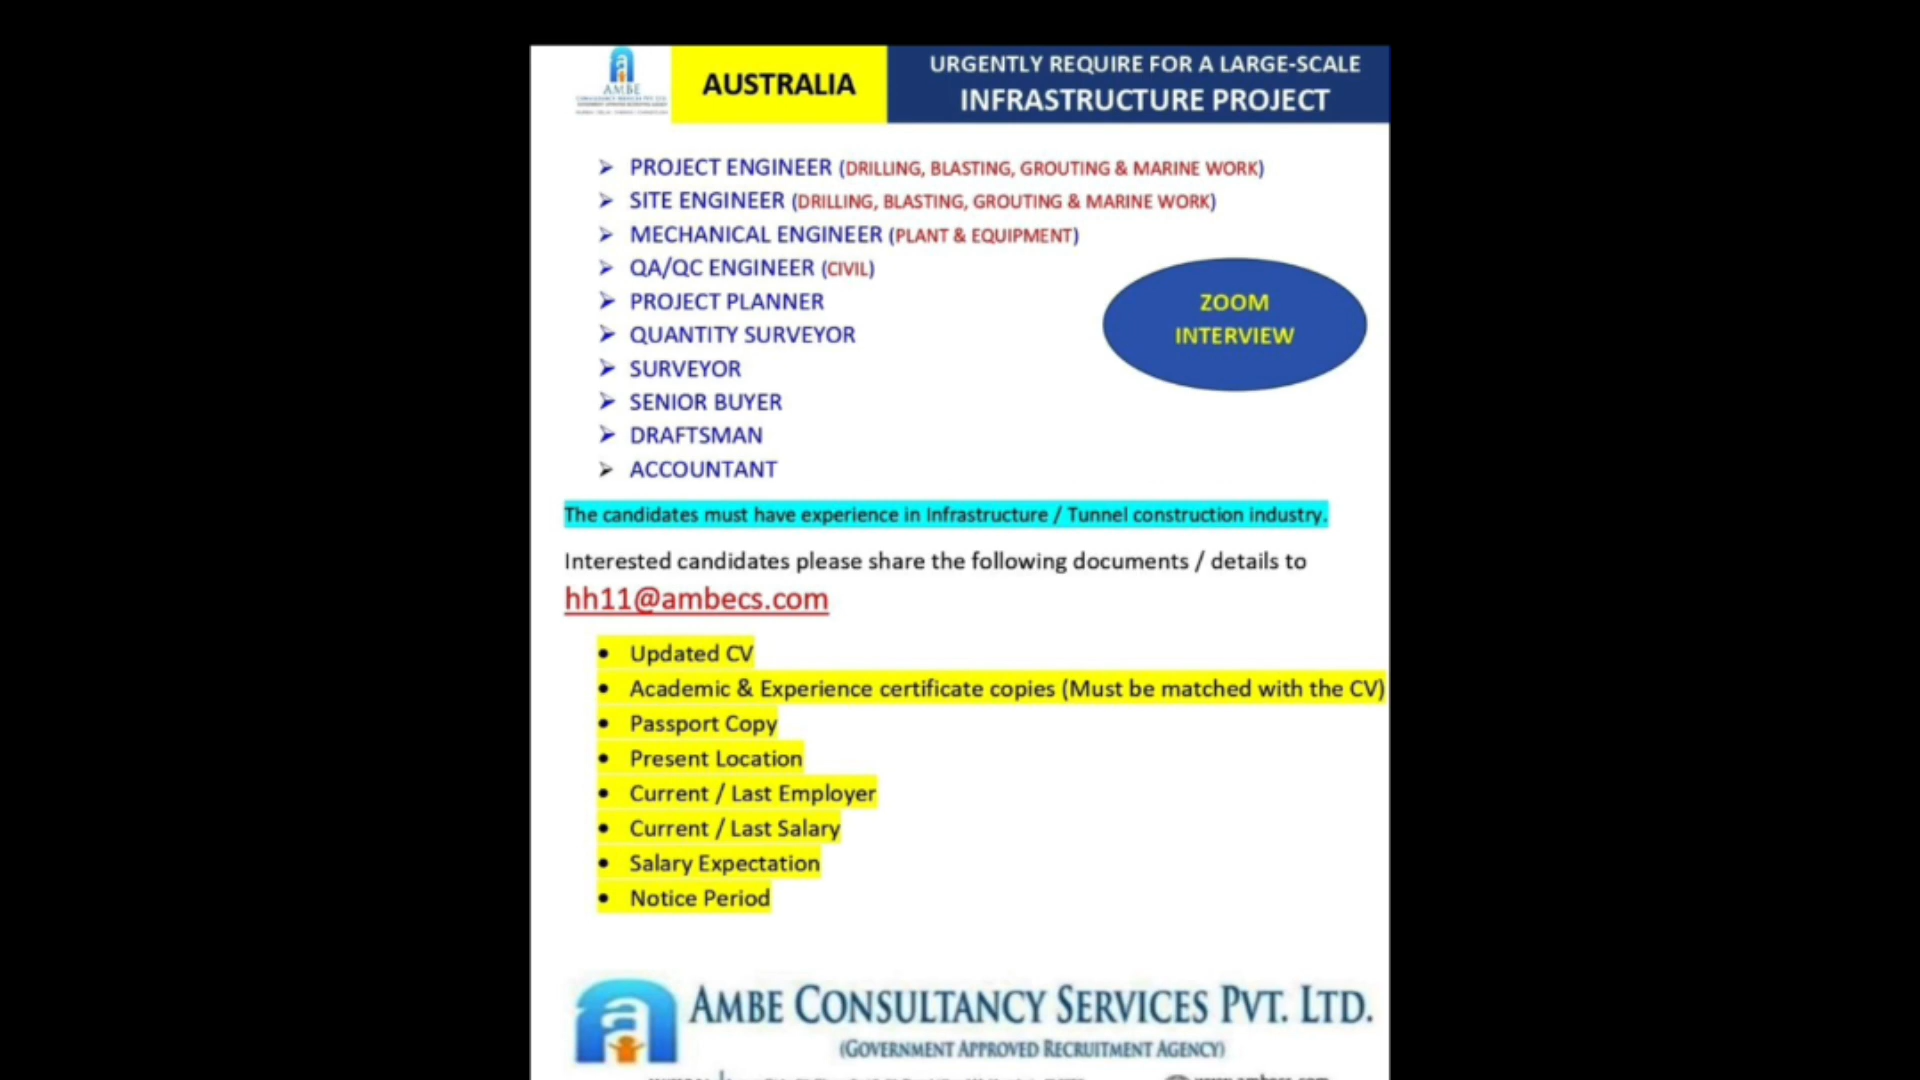 AMBE
AUSTRALIA
URGENTLY REQUIRE FOR A LARGE-SCALE
INFRASTRUCTURE PROJECT
➢ PROJECT ENGINEER (DRILLING, BLASTING, GROUTING & MARINE WORK)
➢ SITE ENGINEER (DRILLING, BLASTING, GROUTING & MARINE WORK)
➢ MECHANICAL ENGINEER (PLANT & EQUIPMENT)
➢ QA/QC ENGINEER (CIVIL)
➢ PROJECT PLANNER
➢ QUANTITY SURVEYOR
➢ SURVEYOR
➢ SENIOR BUYER
➢ DRAFTSMAN
➢ ACCOUNTANT
ZOOM
INTERVIEW
The candidates must have experience in Infrastructure / Tunnel construction industry.
Interested candidates please share the following documents / details to
hh11@ambecs.com
• Updated CV
• Academic & Experience certificate copies (Must be matched with the CV)
• Passport Copy
• Present Location
• Current / Last Employer
• Current / Last Salary
• Salary Expectation
• Notice Period
AMBE CONSULTANCY SERVICES PVT. LTD.
(GOVERNMENT APPROVED RECRUITMENT AGENCY)